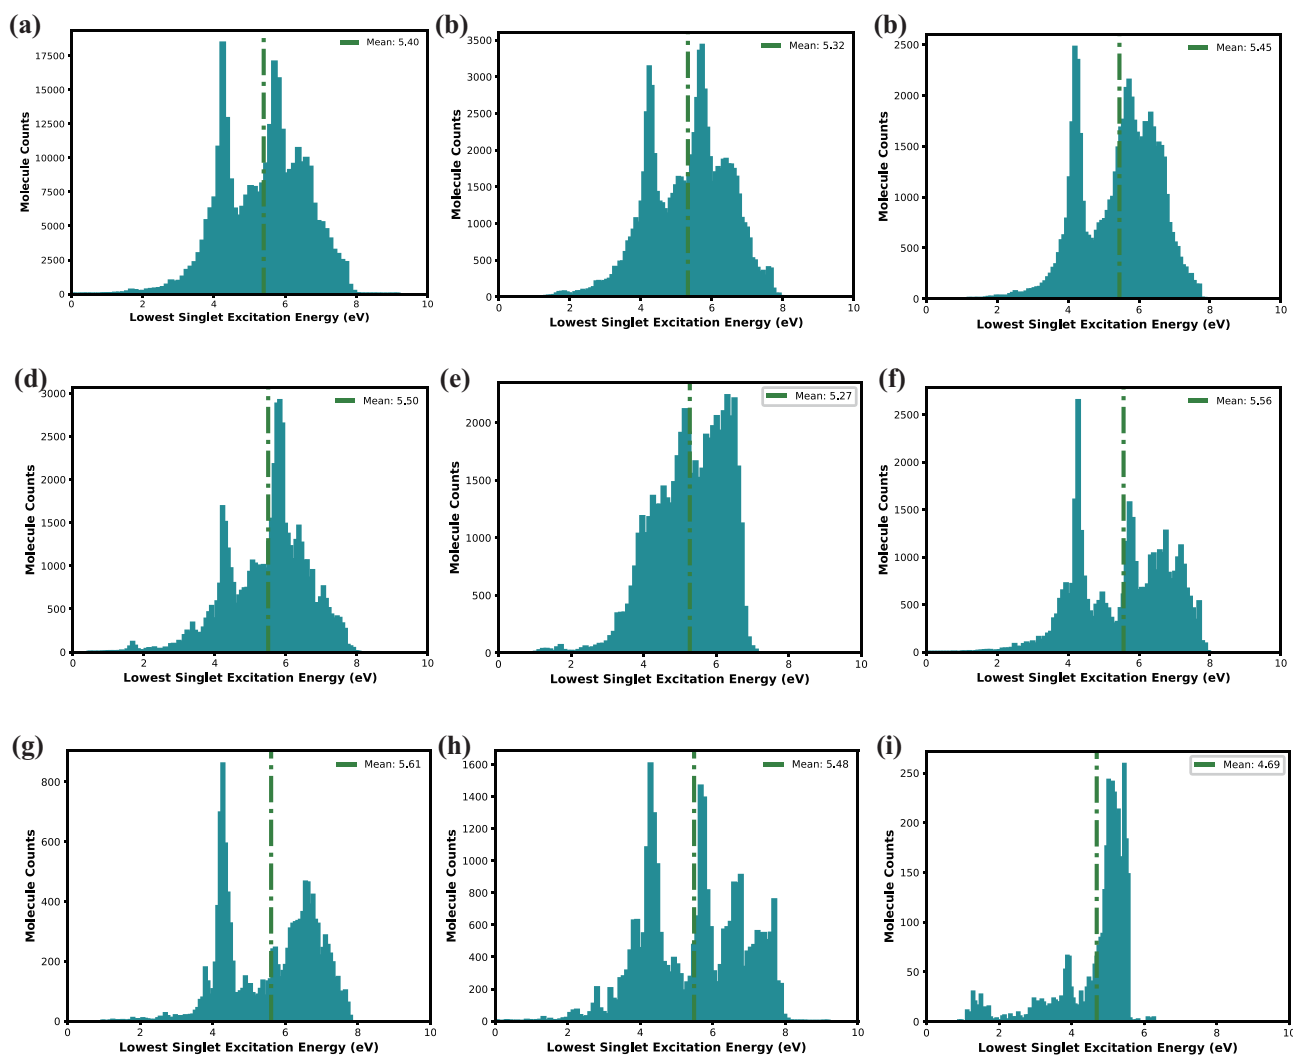 (a)
Mean: 5.40
Molecule Counts
17500
15000
12500
10000
7500
5000
2500
0
0 2 4 6 8 10
Lowest Singlet Excitation Energy (eV)
(b)
Mean: 5.32
Molecule Counts
3500
3000
2500
2000
1500
1000
500
0
0 2 4 6 8 10
Lowest Singlet Excitation Energy (eV)
(b)
Mean: 5.45
Molecule Counts
2500
2000
1500
1000
500
0
0 2 4 6 8 10
Lowest Singlet Excitation Energy (eV)
(d)
Mean: 5.50
Molecule Counts
3000
2500
2000
1500
1000
500
0
0 2 4 6 8 10
Lowest Singlet Excitation Energy (eV)
(e)
Mean: 5.27
Molecule Counts
2000
1500
1000
500
0
0 2 4 6 8 10
Lowest Singlet Excitation Energy (eV)
(f)
Mean: 5.56
Molecule Counts
2500
2000
1500
1000
500
0
0 2 4 6 8 10
Lowest Singlet Excitation Energy (eV)
(g)
Mean: 5.61
Molecule Counts
800
600
400
200
0
0 2 4 6 8 10
Lowest Singlet Excitation Energy (eV)
(h)
Mean: 5.48
Molecule Counts
1600
1400
1200
1000
800
600
400
200
0
0 2 4 6 8 10
Lowest Singlet Excitation Energy (eV)
(i)
Mean: 4.69
Molecule Counts
250
200
150
100
50
0
0 2 4 6 8 10
Lowest Singlet Excitation Energy (eV)